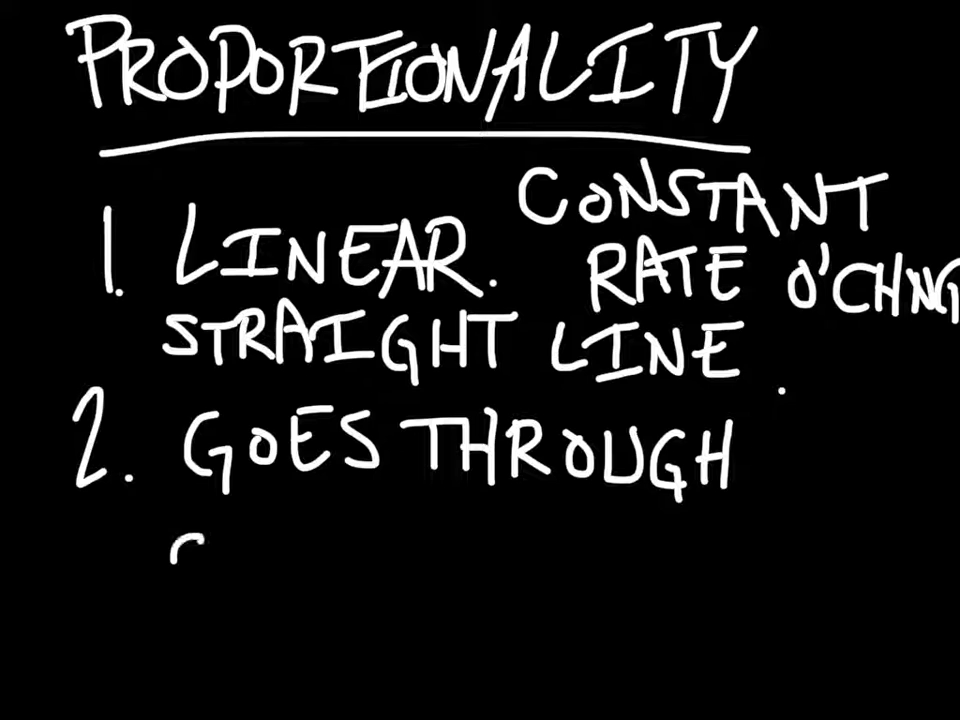 PROPORTIONALITY
1. LINEAR. CONSTANT
RATE O'CHNG
STRAIGHT LINE.
2. GOES THROUGH